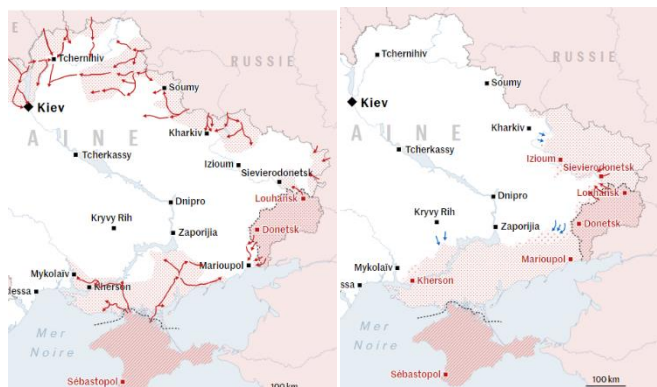 E
Tchernihiv
RUSSIE
Soumy
Kiev
AINE
Kharkiv
Tcherkassy
Izioum
Sievierodonetsk
Louhansk
Dnipro
Kryvy Rih
Donetsk
Zaporijia
Marioupol
Mykolaïv
Kherson
dessa
Mer
Noire
Sébastopol
100 km
E
Tchernihiv
RUSSIE
Soumy
Kiev
AINE
Kharkiv
Izioum
Tcherkassy
Sievierodonetsk
Louhansk
Dnipro
Kryvy Rih
Donetsk
Zaporijia
Marioupol
Mykolaïv
Kherson
ssa
Mer
Noire
Sébastopol
100 km